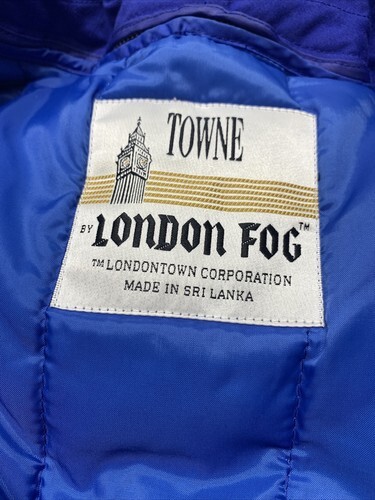 TOWNE
BY LONDON FOG™
™ LONDONTOWN CORPORATION
MADE IN SRI LANKA